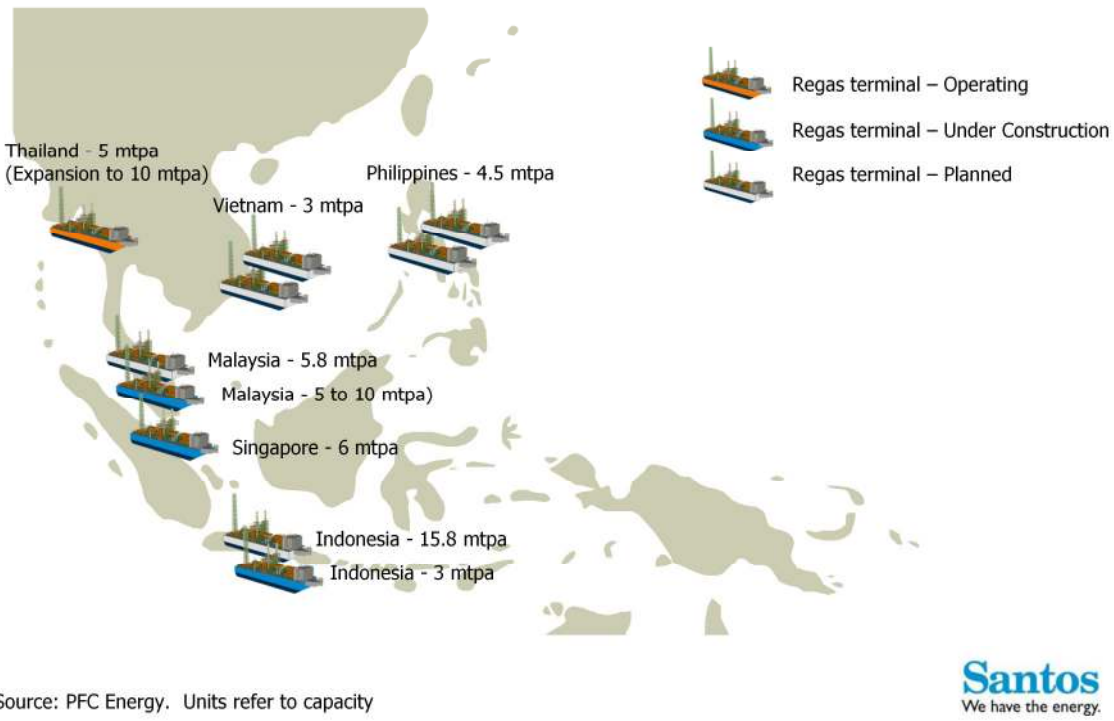 Regas terminal – Operating
Regas terminal – Under Construction
Regas terminal – Planned
Thailand - 5 mtpa
(Expansion to 10 mtpa)
Philippines - 4.5 mtpa
Vietnam - 3 mtpa
Malaysia - 5.8 mtpa
Malaysia - 5 to 10 mtpa)
Singapore - 6 mtpa
Indonesia - 15.8 mtpa
Indonesia - 3 mtpa
Source: PFC Energy. Units refer to capacity
Santos
We have the energy.